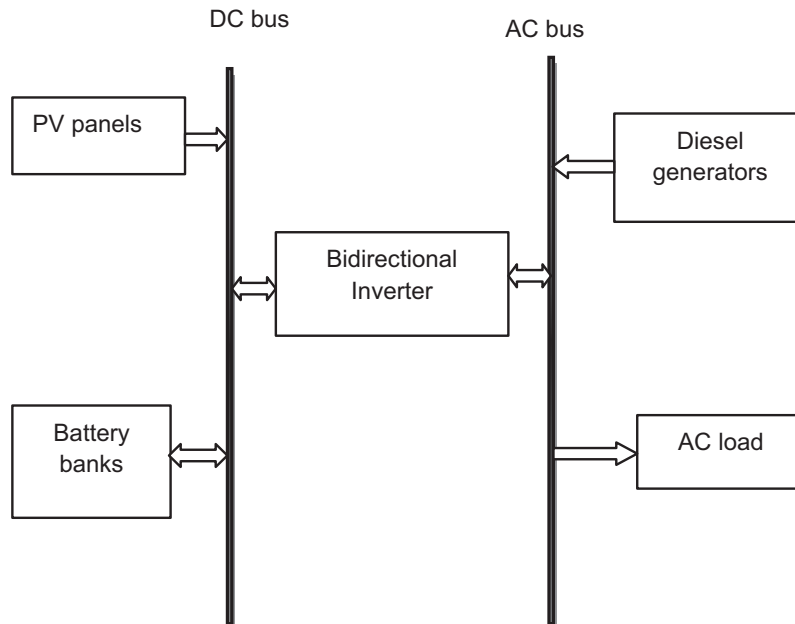 DC bus
AC bus
PV panels
Diesel
generators
Bidirectional
Inverter
Battery
banks
AC load